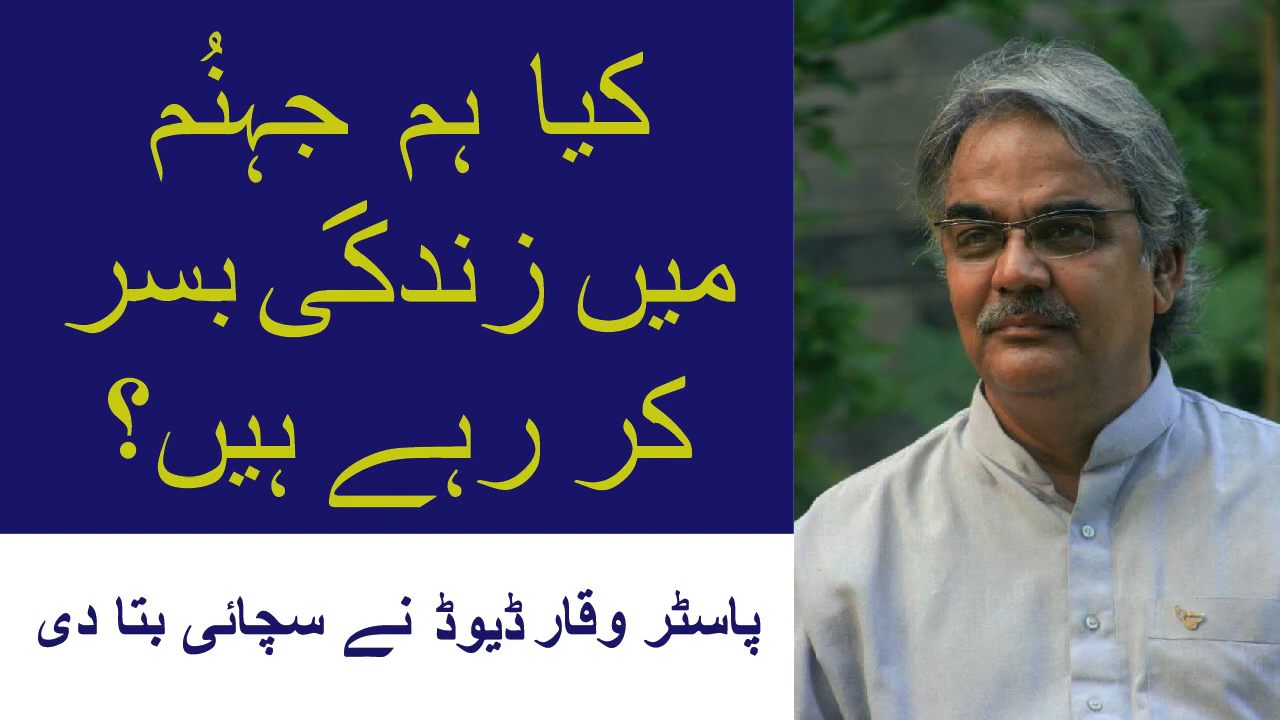 کیا ہم جہنُم
میں زندگی بسر
کر رہے ہیں؟
پاسٹر وقار ڈیوڈ نے سچائی بتا دی